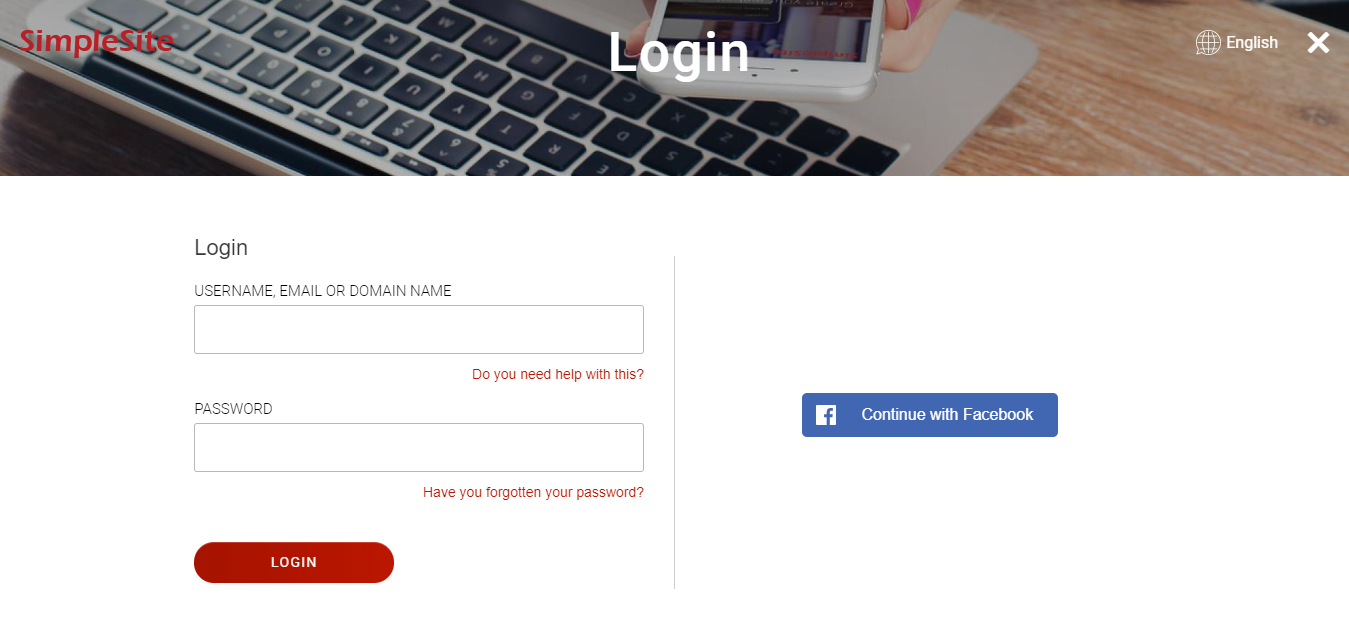 SimpleSite
Login
English
Login
USERNAME, EMAIL OR DOMAIN NAME
Do you need help with this?
PASSWORD
Have you forgotten your password?
LOGIN
Continue with Facebook